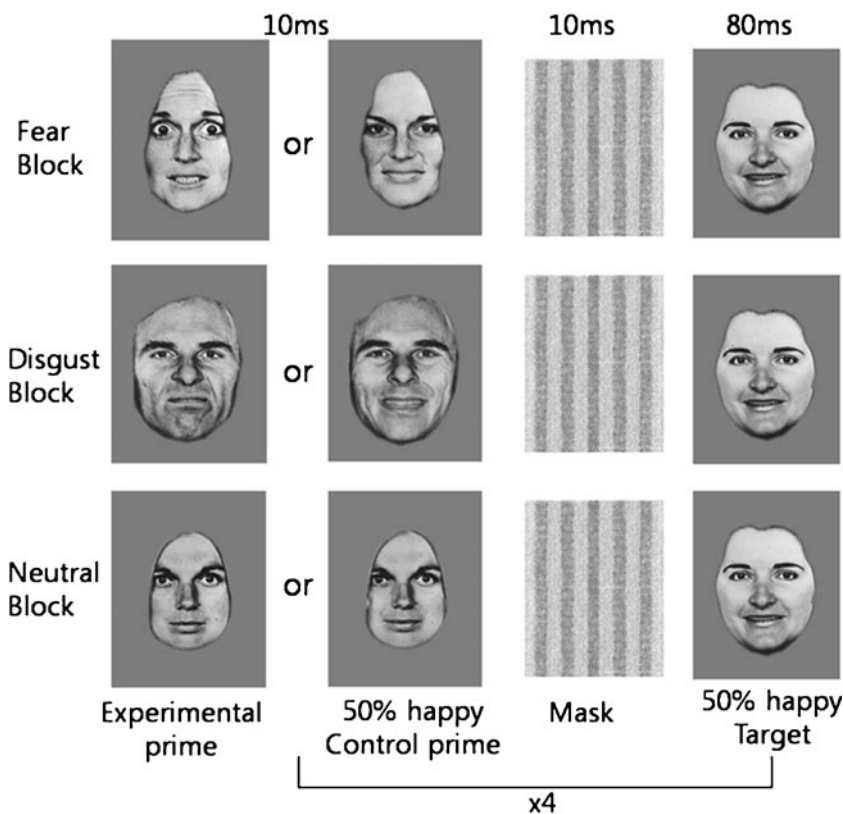 10ms 10ms 80ms
Fear
Block
or
Disgust
Block
or
Neutral
Block
or
Experimental
prime
50% happy
Control prime
Mask
50% happy
Target
x4